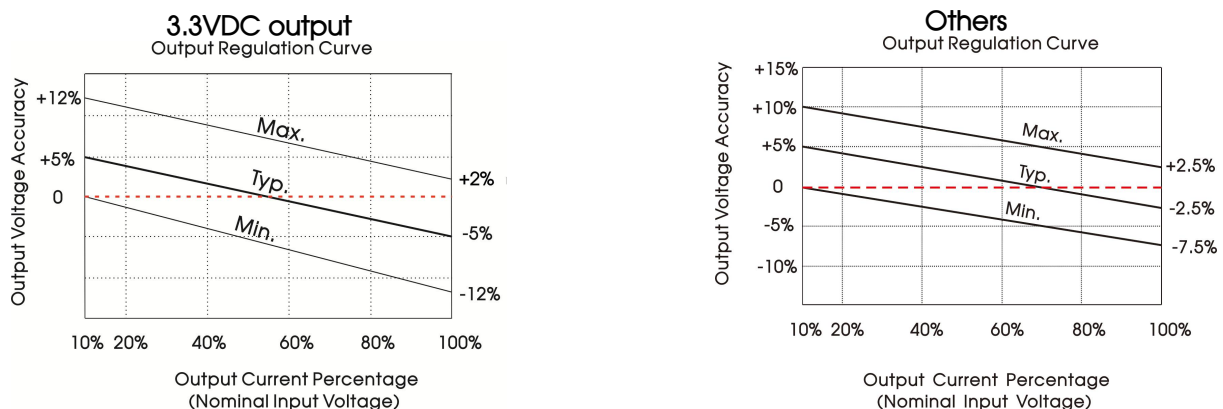 3.3VDC output
Output Regulation Curve
Output Voltage Accuracy
+12%
+5%
0
Max.
Typ.
Min.
+2%
-5%
-12%
10% 20% 40% 60% 80% 100%
Output Current Percentage
(Nominal Input Voltage)
Others
Output Regulation Curve
Output Voltage Accuracy
+15%
+10%
+5%
0
-5%
-10%
Max.
Typ.
Min.
+2.5%
-2.5%
-7.5%
10% 20% 40% 60% 80% 100%
Output Current Percentage
(Nominal Input Voltage)